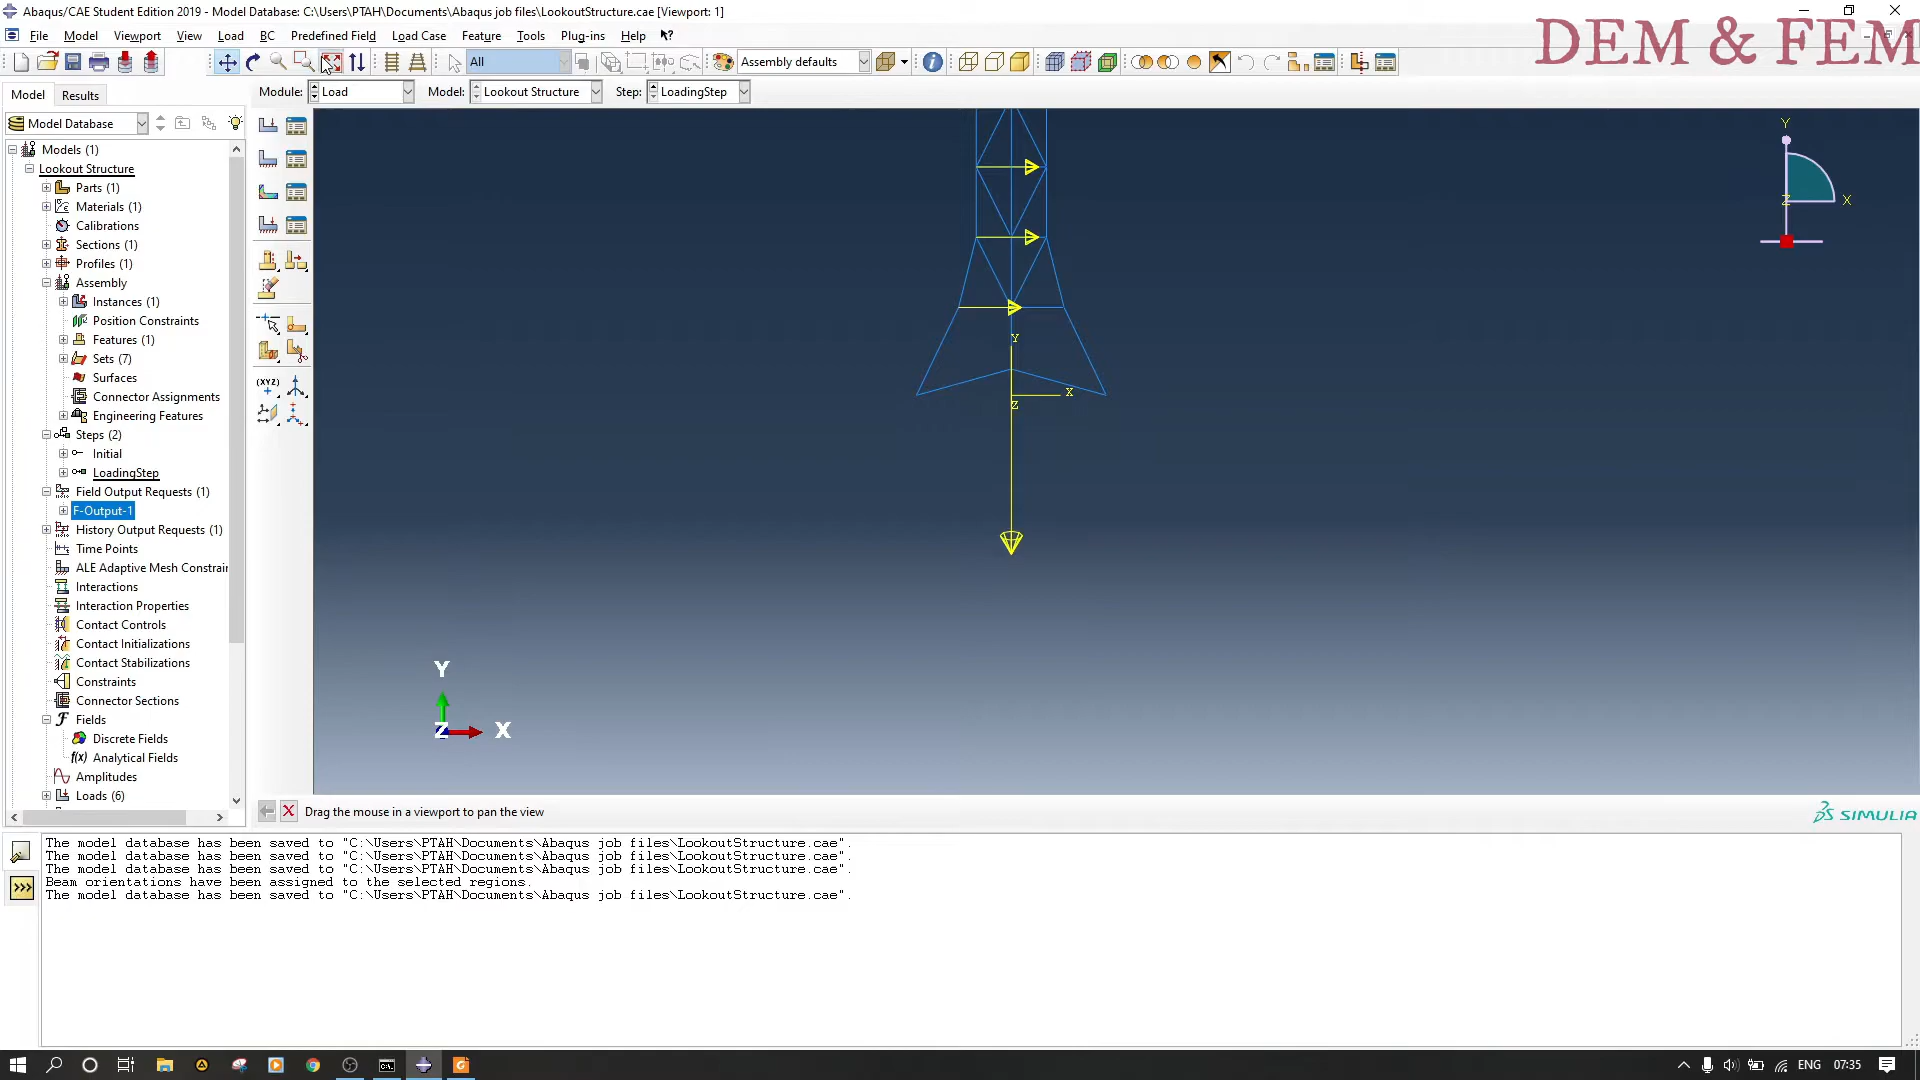 Abaqus/CAE Student Edition 2019 - Model Database: C:\Users\PTAH\Documents\Abaqus job files\LookoutStructure.cae [Viewport: 1]
DEM & FEM
File Model Viewport View Load BC Predefined Field Load Case Feature Tools Plug-ins Help
All Assembly defaults
Model Results
Module: Load Model: Lookout Structure Step: LoadingStep
Model Database
Models (1)
Lookout Structure
Parts (1)
Materials (1)
Calibrations
Sections (1)
Profiles (1)
Assembly
Instances (1)
Position Constraints
Features (1)
Sets (7)
Surfaces
Connector Assignments
Engineering Features
Steps (2)
Initial
LoadingStep
Field Output Requests (1)
F-Output-1
History Output Requests (1)
Time Points
ALE Adaptive Mesh Constrai
Interactions
Interaction Properties
Contact Controls
Contact Initializations
Contact Stabilizations
Constraints
Connector Sections
Fields
Discrete Fields
f(x) Analytical Fields
Amplitudes
Loads (6)
(XYZ)
Y
Z X
Y
X
Z
Y
Z X
Drag the mouse in a viewport to pan the view
SIMULIA
The model database has been saved to "C:\Users\PTAH\Documents\Abaqus job files\LookoutStructure.cae".
The model database has been saved to "C:\Users\PTAH\Documents\Abaqus job files\LookoutStructure.cae".
The model database has been saved to "C:\Users\PTAH\Documents\Abaqus job files\LookoutStructure.cae".
Beam orientations have been assigned to the selected regions.
The model database has been saved to "C:\Users\PTAH\Documents\Abaqus job files\LookoutStructure.cae".
>>>
ENG 07:35